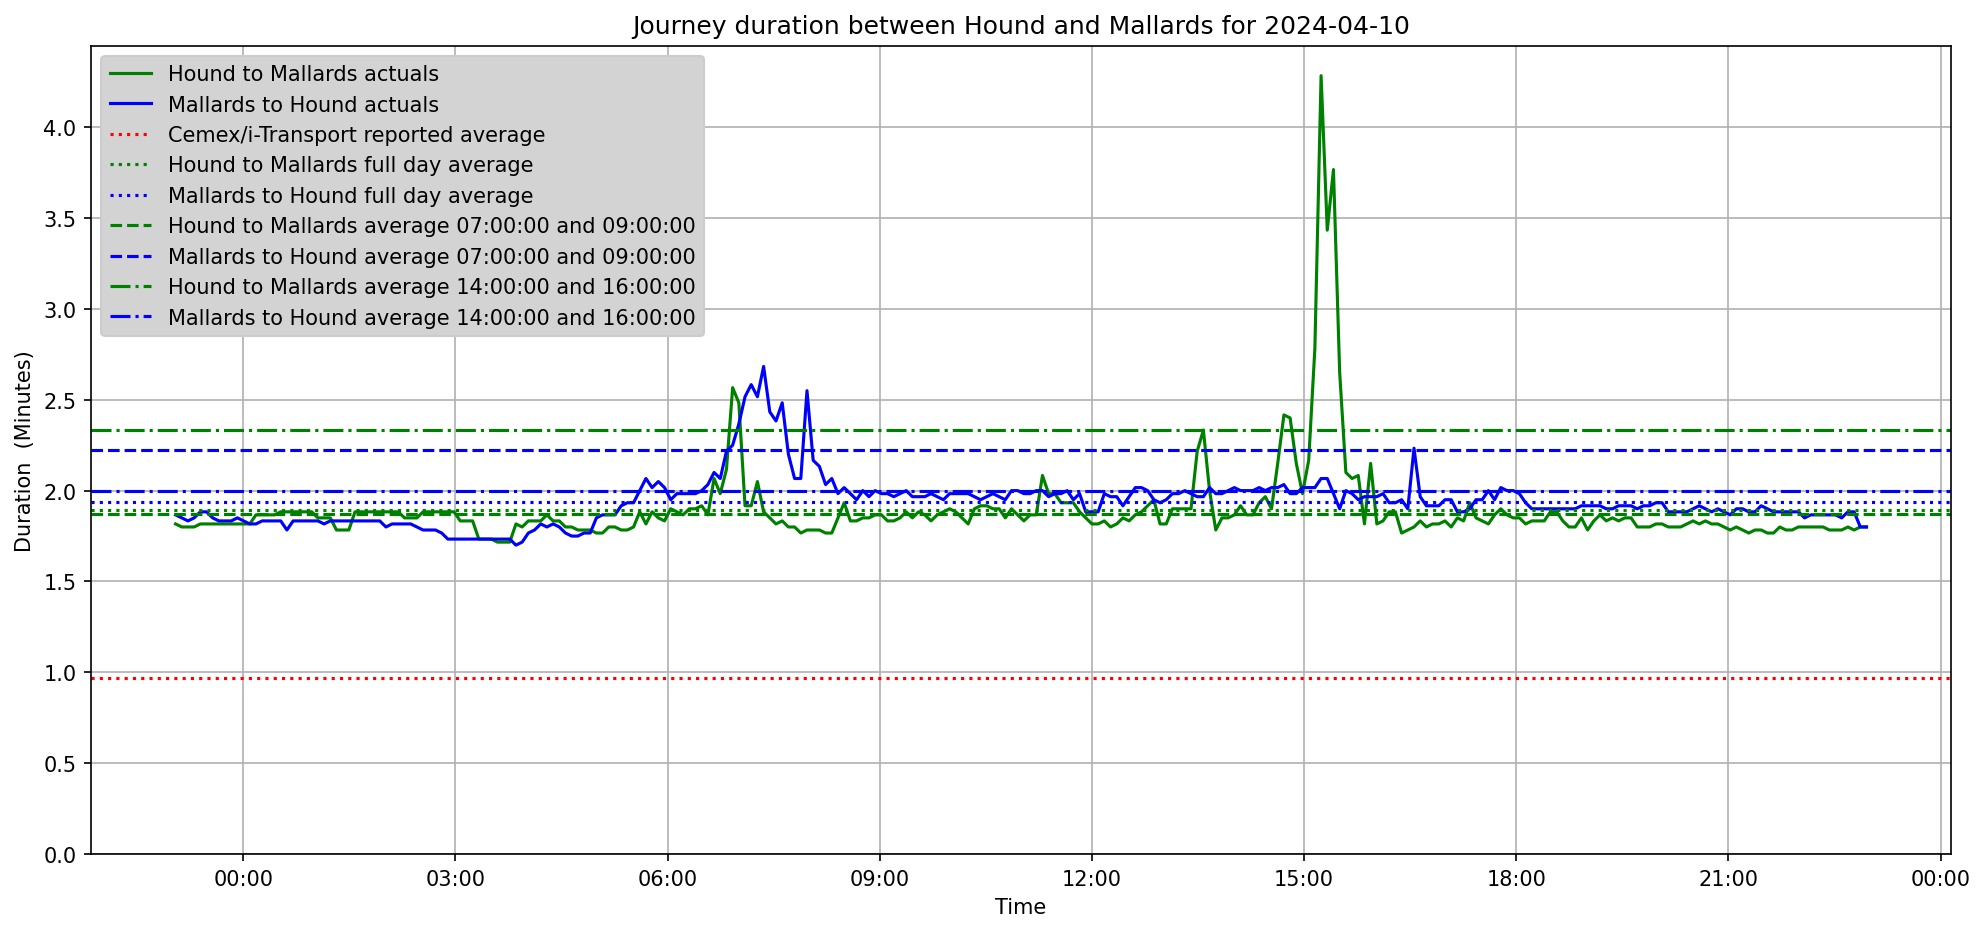 Journey duration between Hound and Mallards for 2024-04-10
Hound to Mallards actuals
Mallards to Hound actuals
Cemex/i-Transport reported average
Hound to Mallards full day average
Mallards to Hound full day average
Hound to Mallards average 07:00:00 and 09:00:00
Mallards to Hound average 07:00:00 and 09:00:00
Hound to Mallards average 14:00:00 and 16:00:00
Mallards to Hound average 14:00:00 and 16:00:00
Duration (Minutes)
4.0
3.5
3.0
2.5
2.0
1.5
1.0
0.5
0.0
00:00 03:00 06:00 09:00 12:00 15:00 18:00 21:00 00:00
Time